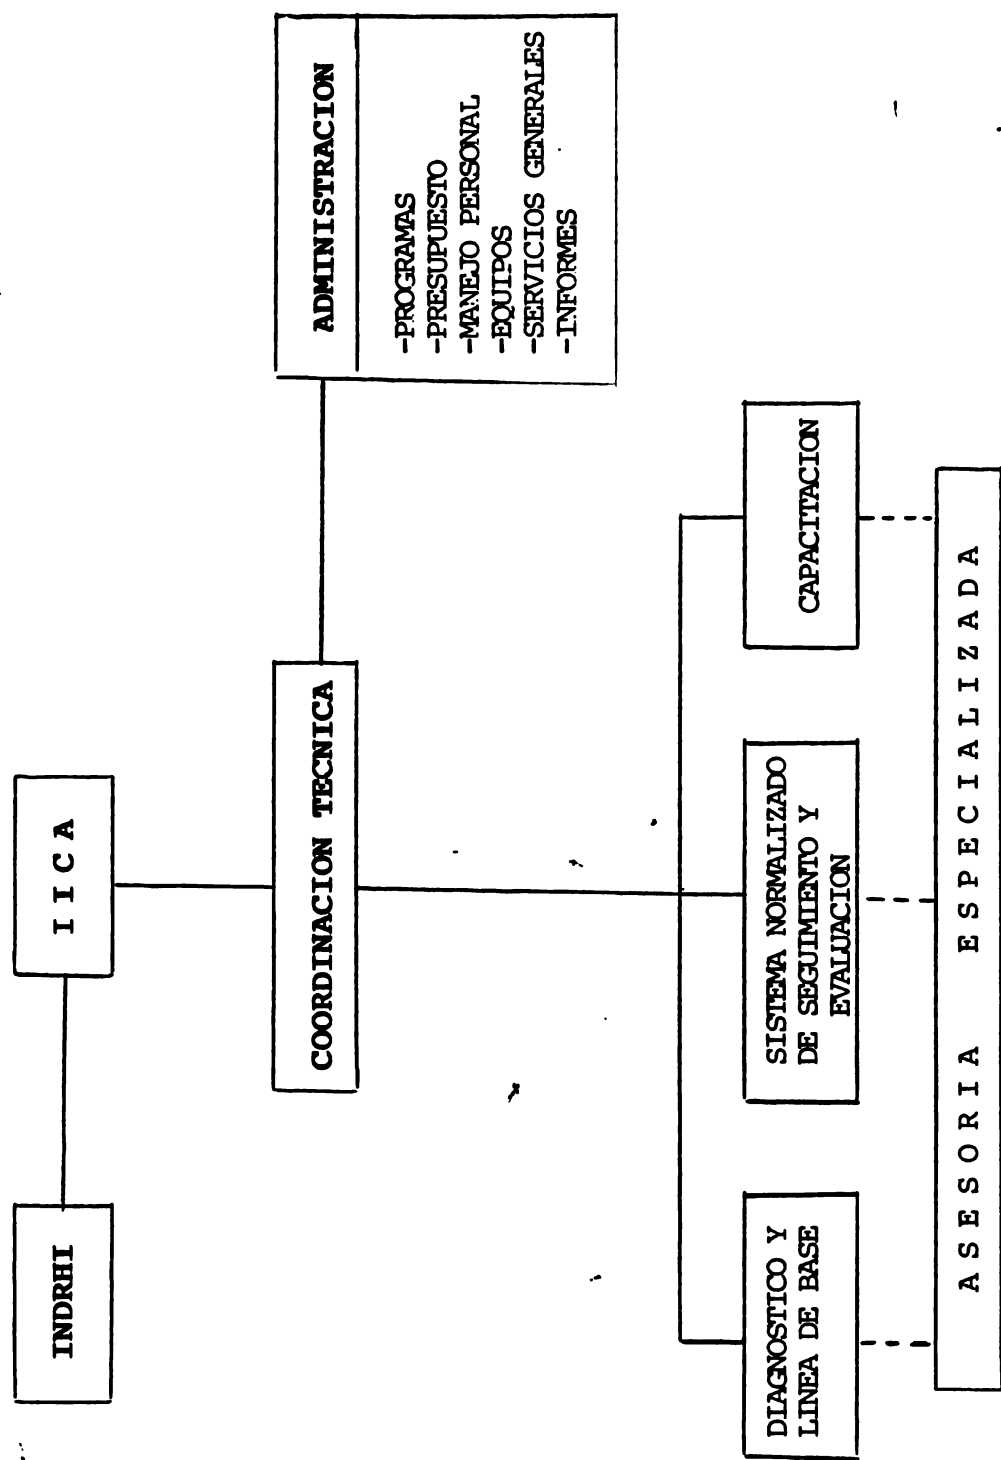 INDRHI
I I C A
COORDINACION TECNICA
ADMINISTRACION
-PROGRAMAS
-PRESUPUESTO
-MANEJO PERSONAL
-EQUIPOS
-SERVICIOS GENERALES
-INFORMES
DIAGNOSTICO Y
LINEA DE BASE
SISTEMA NORMALIZADO
DE SEGUIMIENTO Y
EVALUACION
CAPACITACION
A S E S O R I A   E S P E C I A L I Z A D A